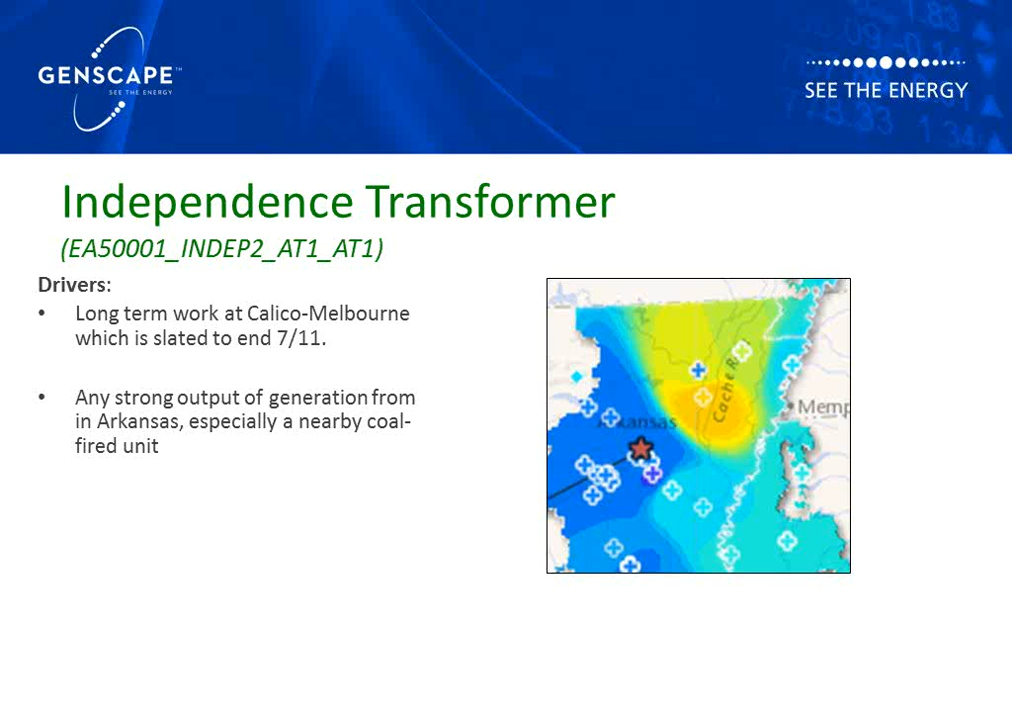 GENSCAPE™
SEE THE ENERGY
SEE THE ENERGY
Independence Transformer
(EA50001_INDEP2_AT1_AT1)
Drivers:
• Long term work at Calico-Melbourne
which is slated to end 7/11.
• Any strong output of generation from
in Arkansas, especially a nearby coal-
fired unit
Cache R
Memp
Arkansas